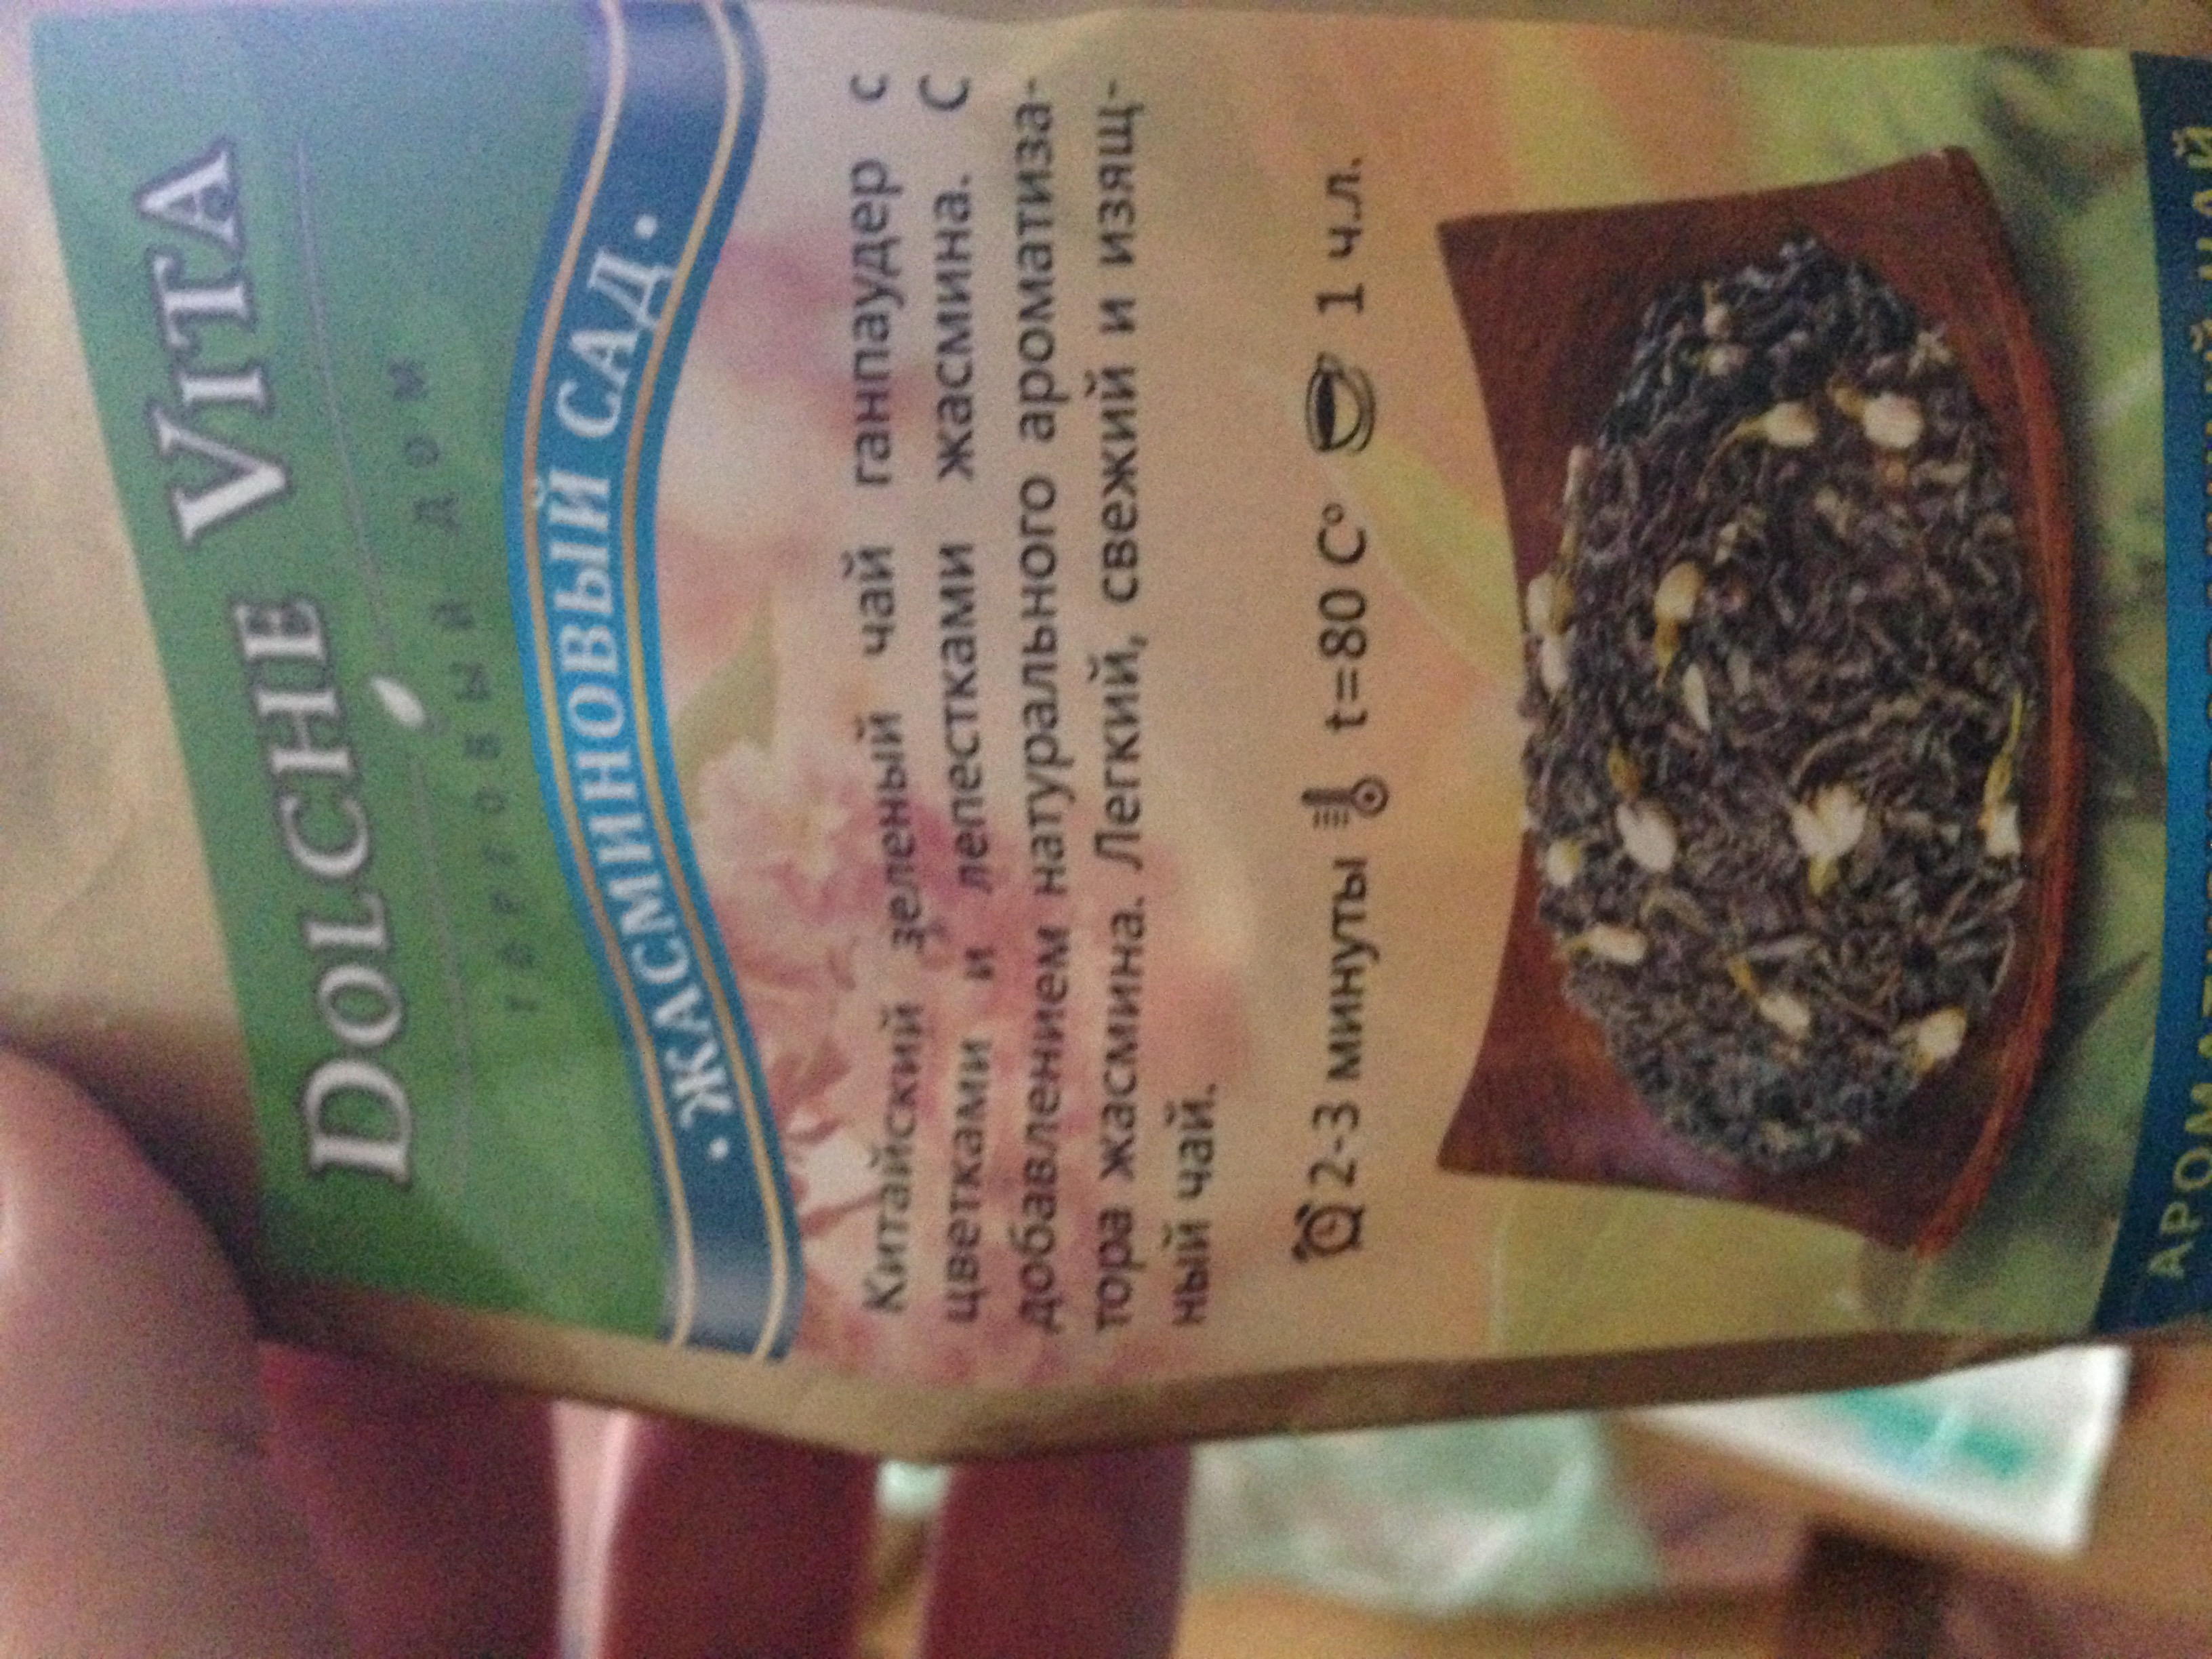 DOLCHE VITA
торговый дом
·ЖАСМИНОВЫЙ САД·
Китайский зеленый чай ганпаудер с
цветками и лепестками жасмина. С
добавлением натурального ароматиза-
тора жасмина. Легкий, свежий и изящ-
ный чай.
2-3 минуты t=80 C° 1 ч.л.
ЧАЙ